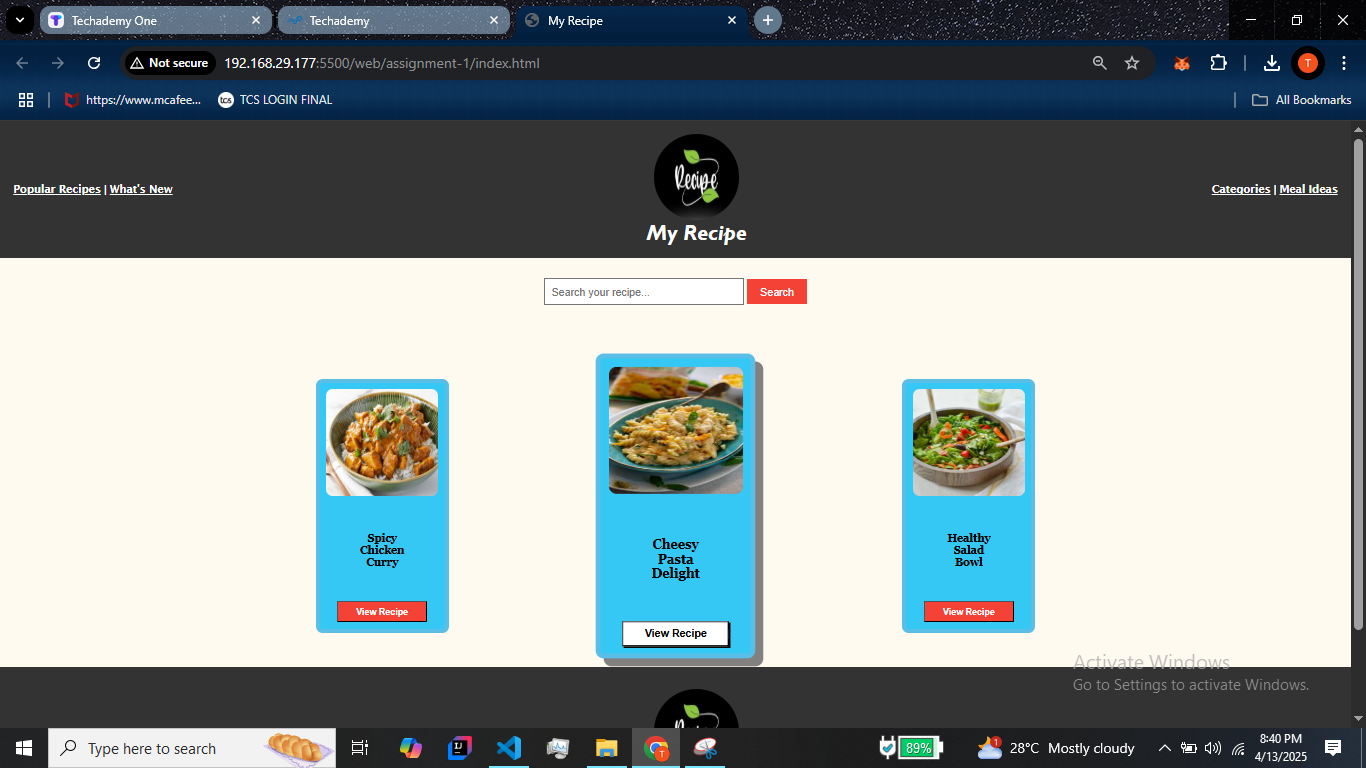 Techademy One
Techademy
My Recipe
Not secure
192.168.29.177:5500/web/assignment-1/index.html
T
https://www.mcafee...
tcs
TCS LOGIN FINAL
All Bookmarks
Popular Recipes | What's New
Recipe
My Recipe
Categories | Meal Ideas
Search your recipe...
Search
Spicy
Chicken
Curry
View Recipe
Cheesy
Pasta
Delight
View Recipe
Healthy
Salad
Bowl
View Recipe
Activate Windows
Go to Settings to activate Windows.
Type here to search
89%
1
28°C Mostly cloudy
8:40 PM
4/13/2025